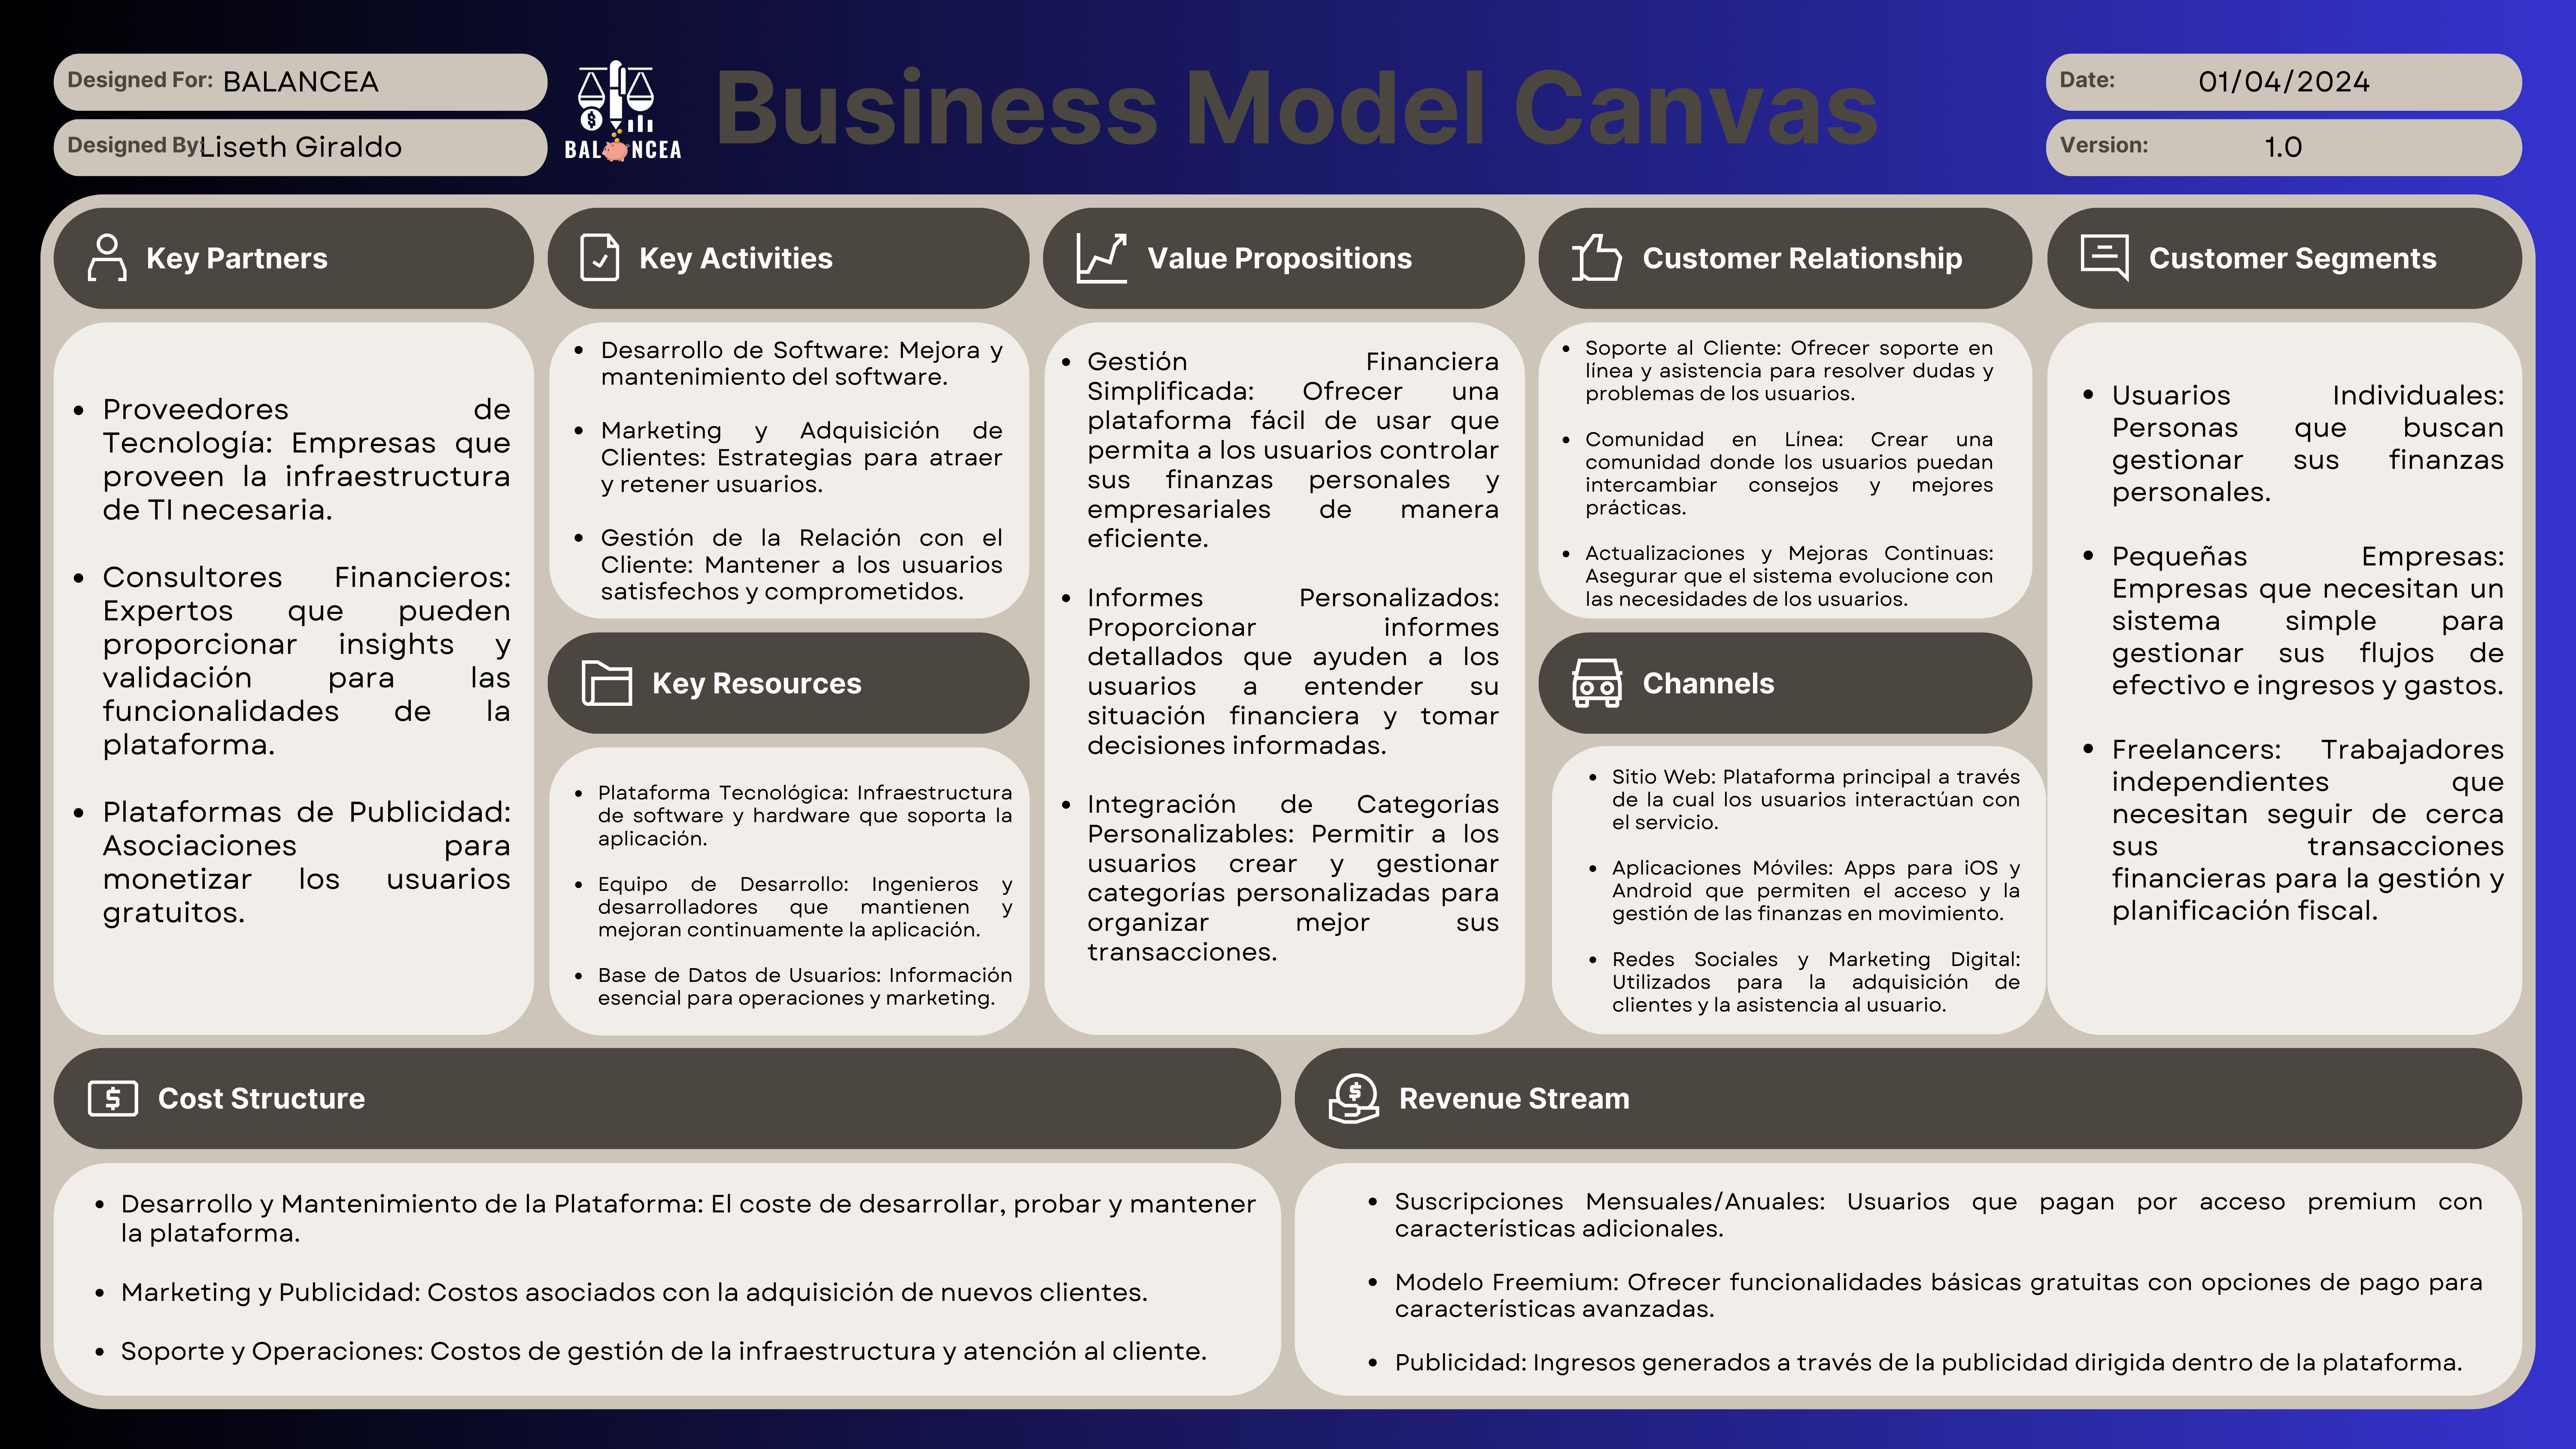 Designed For: BALANCEA
Designed By: Liseth Giraldo
BALANCEA
Business Model Canvas
Date: 01/04/2024
Version: 1.0
Key Partners
• Proveedores de
Tecnología: Empresas que
proveen la infraestructura
de TI necesaria.
• Consultores Financieros:
Expertos que pueden
proporcionar insights y
validación para las
funcionalidades de la
plataforma.
• Plataformas de Publicidad:
Asociaciones para
monetizar los usuarios
gratuitos.
Key Activities
• Desarrollo de Software: Mejora y
mantenimiento del software.
• Marketing y Adquisición de
Clientes: Estrategias para atraer
y retener usuarios.
• Gestión de la Relación con el
Cliente: Mantener a los usuarios
satisfechos y comprometidos.
Key Resources
• Plataforma Tecnológica: Infraestructura
de software y hardware que soporta la
aplicación.
• Equipo de Desarrollo: Ingenieros y
desarrolladores que mantienen y
mejoran continuamente la aplicación.
• Base de Datos de Usuarios: Información
esencial para operaciones y marketing.
Value Propositions
• Gestión Financiera
Simplificada: Ofrecer una
plataforma fácil de usar que
permita a los usuarios controlar
sus finanzas personales y
empresariales de manera
eficiente.
• Informes Personalizados:
Proporcionar informes
detallados que ayuden a los
usuarios a entender su
situación financiera y tomar
decisiones informadas.
• Integración de Categorías
Personalizables: Permitir a los
usuarios crear y gestionar
categorías personalizadas para
organizar mejor sus
transacciones.
Customer Relationship
• Soporte al Cliente: Ofrecer soporte en
línea y asistencia para resolver dudas y
problemas de los usuarios.
• Comunidad en Línea: Crear una
comunidad donde los usuarios puedan
intercambiar consejos y mejores
prácticas.
• Actualizaciones y Mejoras Continuas:
Asegurar que el sistema evolucione con
las necesidades de los usuarios.
Channels
• Sitio Web: Plataforma principal a través
de la cual los usuarios interactúan con
el servicio.
• Aplicaciones Móviles: Apps para iOS y
Android que permiten el acceso y la
gestión de las finanzas en movimiento.
• Redes Sociales y Marketing Digital:
Utilizados para la adquisición de
clientes y la asistencia al usuario.
Customer Segments
• Usuarios Individuales:
Personas que buscan
gestionar sus finanzas
personales.
• Pequeñas Empresas:
Empresas que necesitan un
sistema simple para
gestionar sus flujos de
efectivo e ingresos y gastos.
• Freelancers: Trabajadores
independientes que
necesitan seguir de cerca
sus transacciones
financieras para la gestión y
planificación fiscal.
Cost Structure
• Desarrollo y Mantenimiento de la Plataforma: El coste de desarrollar, probar y mantener
la plataforma.
• Marketing y Publicidad: Costos asociados con la adquisición de nuevos clientes.
• Soporte y Operaciones: Costos de gestión de la infraestructura y atención al cliente.
Revenue Stream
• Suscripciones Mensuales/Anuales: Usuarios que pagan por acceso premium con
características adicionales.
• Modelo Freemium: Ofrecer funcionalidades básicas gratuitas con opciones de pago para
características avanzadas.
• Publicidad: Ingresos generados a través de la publicidad dirigida dentro de la plataforma.